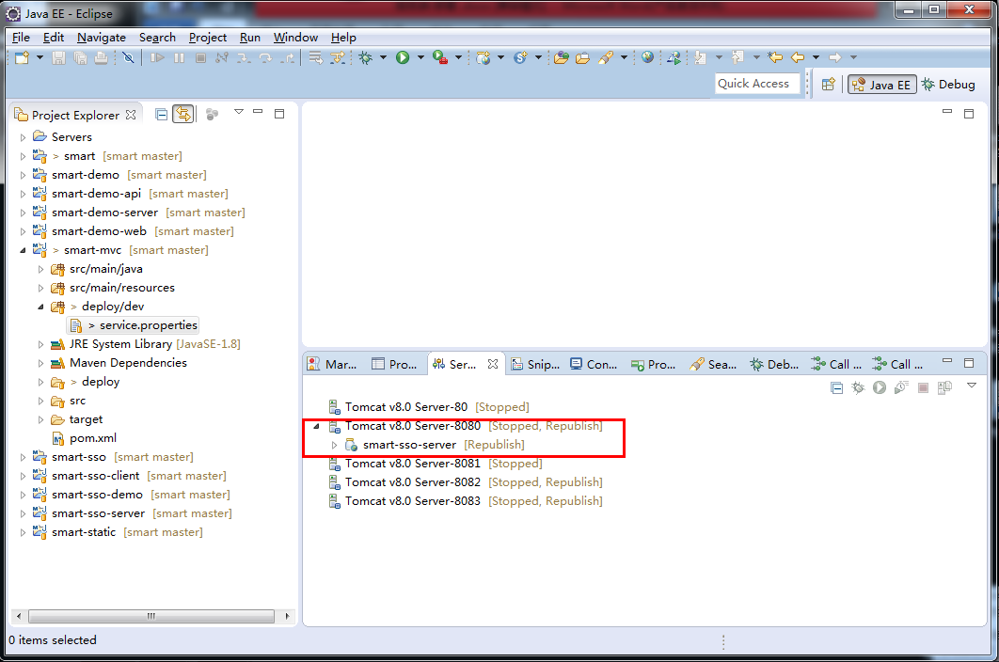 Java EE - Eclipse
File Edit Navigate Search Project Run Window Help
Quick Access
Java EE
Debug
Project Explorer
Servers
> smart [smart master]
smart-demo [smart master]
smart-demo-api [smart master]
smart-demo-server [smart master]
smart-demo-web [smart master]
> smart-mvc [smart master]
src/main/java
src/main/resources
> deploy/dev
> service.properties
JRE System Library [JavaSE-1.8]
Maven Dependencies
> deploy
src
target
pom.xml
smart-sso [smart master]
smart-sso-client [smart master]
smart-sso-demo [smart master]
smart-sso-server [smart master]
smart-static [smart master]
Mar... Pro... Ser... Snip... Con... Pro... Sea... Deb... Call ... Call ...
Tomcat v8.0 Server-80 [Stopped]
Tomcat v8.0 Server-8080 [Stopped, Republish]
smart-sso-server [Republish]
Tomcat v8.0 Server-8081 [Stopped]
Tomcat v8.0 Server-8082 [Stopped, Republish]
Tomcat v8.0 Server-8083 [Stopped, Republish]
0 items selected